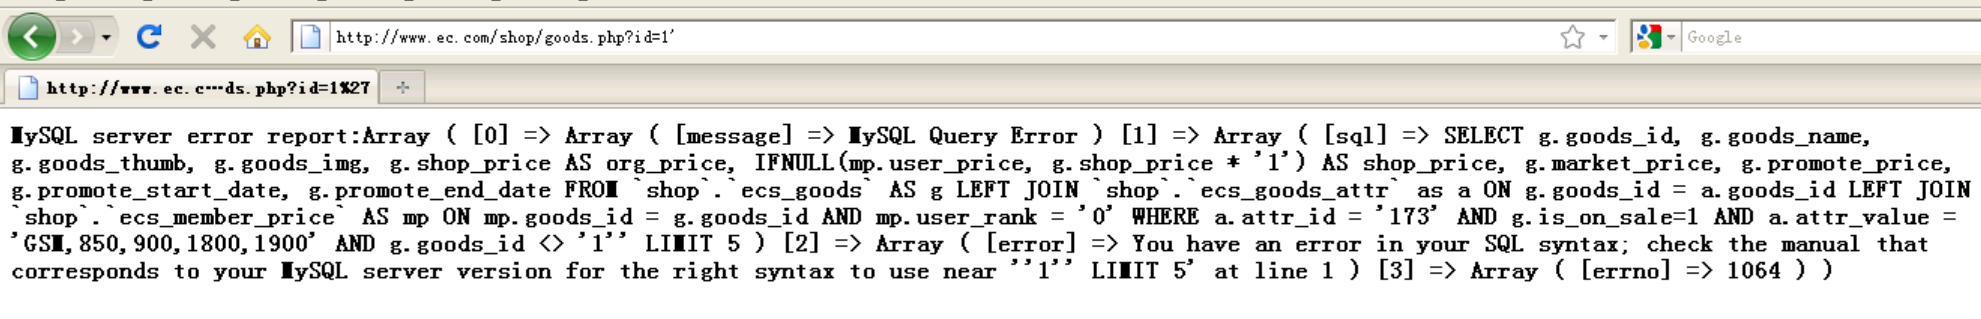 http://www.ec.com/shop/goods.php?id=1'
Google
http://www.ec.c···ds.php?id=1%27
MySQL server error report:Array ( [0] => Array ( [message] => MySQL Query Error ) [1] => Array ( [sql] => SELECT g.goods_id, g.goods_name,
g.goods_thumb, g.goods_img, g.shop_price AS org_price, IFNULL(mp.user_price, g.shop_price * '1') AS shop_price, g.market_price, g.promote_price,
g.promote_start_date, g.promote_end_date FROM `shop`.`ecs_goods` AS g LEFT JOIN `shop`.`ecs_goods_attr` as a ON g.goods_id = a.goods_id LEFT JOIN
`shop`.`ecs_member_price` AS mp ON mp.goods_id = g.goods_id AND mp.user_rank = '0' WHERE a.attr_id = '173' AND g.is_on_sale=1 AND a.attr_value =
'GSM,850,900,1800,1900' AND g.goods_id <> '1'' LIMIT 5 ) [2] => Array ( [error] => You have an error in your SQL syntax; check the manual that
corresponds to your MySQL server version for the right syntax to use near ''1'' LIMIT 5' at line 1 ) [3] => Array ( [errno] => 1064 ) )